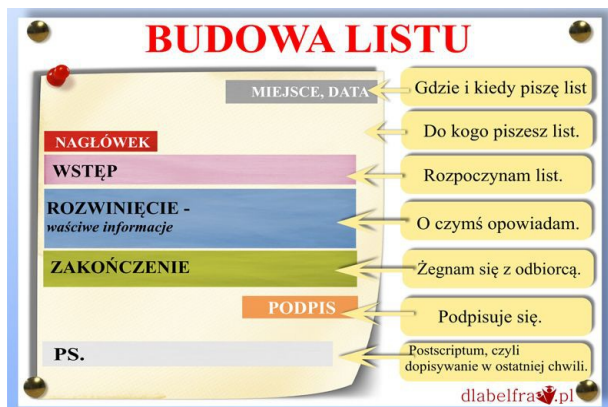 BUDOWA LISTU
MIEJSCE, DATA
Gdzie i kiedy piszę list
NAGŁÓWEK
Do kogo piszesz list.
WSTĘP
Rozpoczynam list.
ROZWINIĘCIE -
waściwe informacje
O czymś opowiadam.
ZAKOŃCZENIE
Żegnam się z odbiorcą.
PODPIS
Podpisuje się.
PS.
Postscriptum, czyli
dopisywanie w ostatniej chwili.
dlabelfra.pl